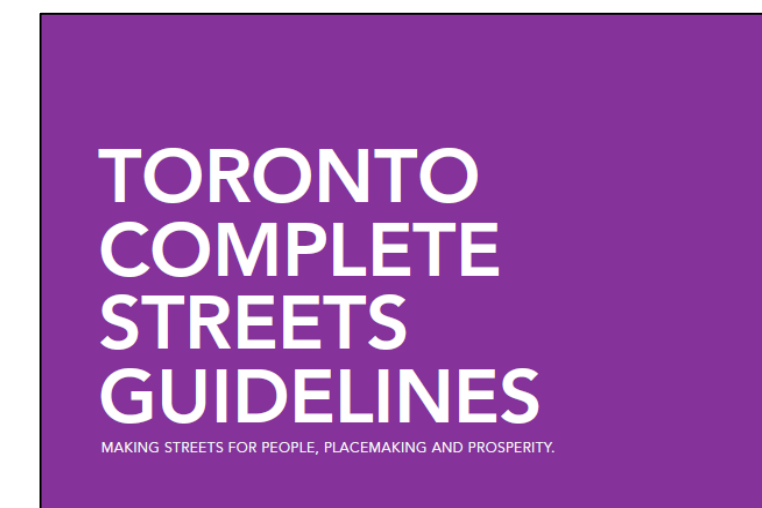 TORONTO
COMPLETE
STREETS
GUIDELINES
MAKING STREETS FOR PEOPLE, PLACEMAKING AND PROSPERITY.